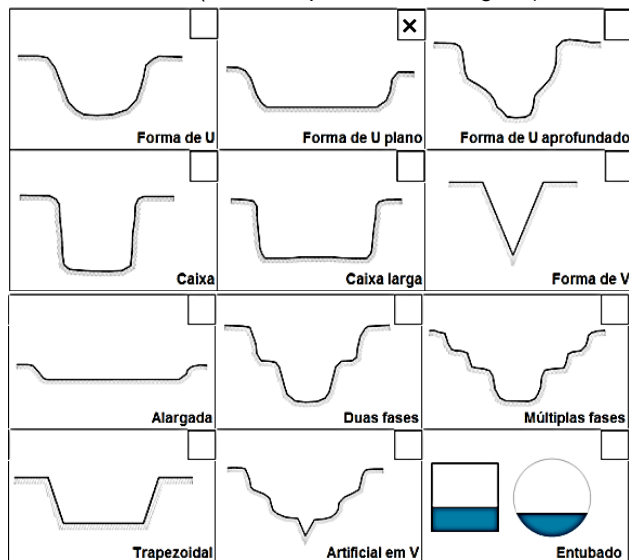 Forma de U
Forma de U plano
Forma de U aprofundado
Caixa
Caixa larga
Forma de V
Alargada
Duas fases
Múltiplas fases
Trapezoidal
Artificial em V
Entubado